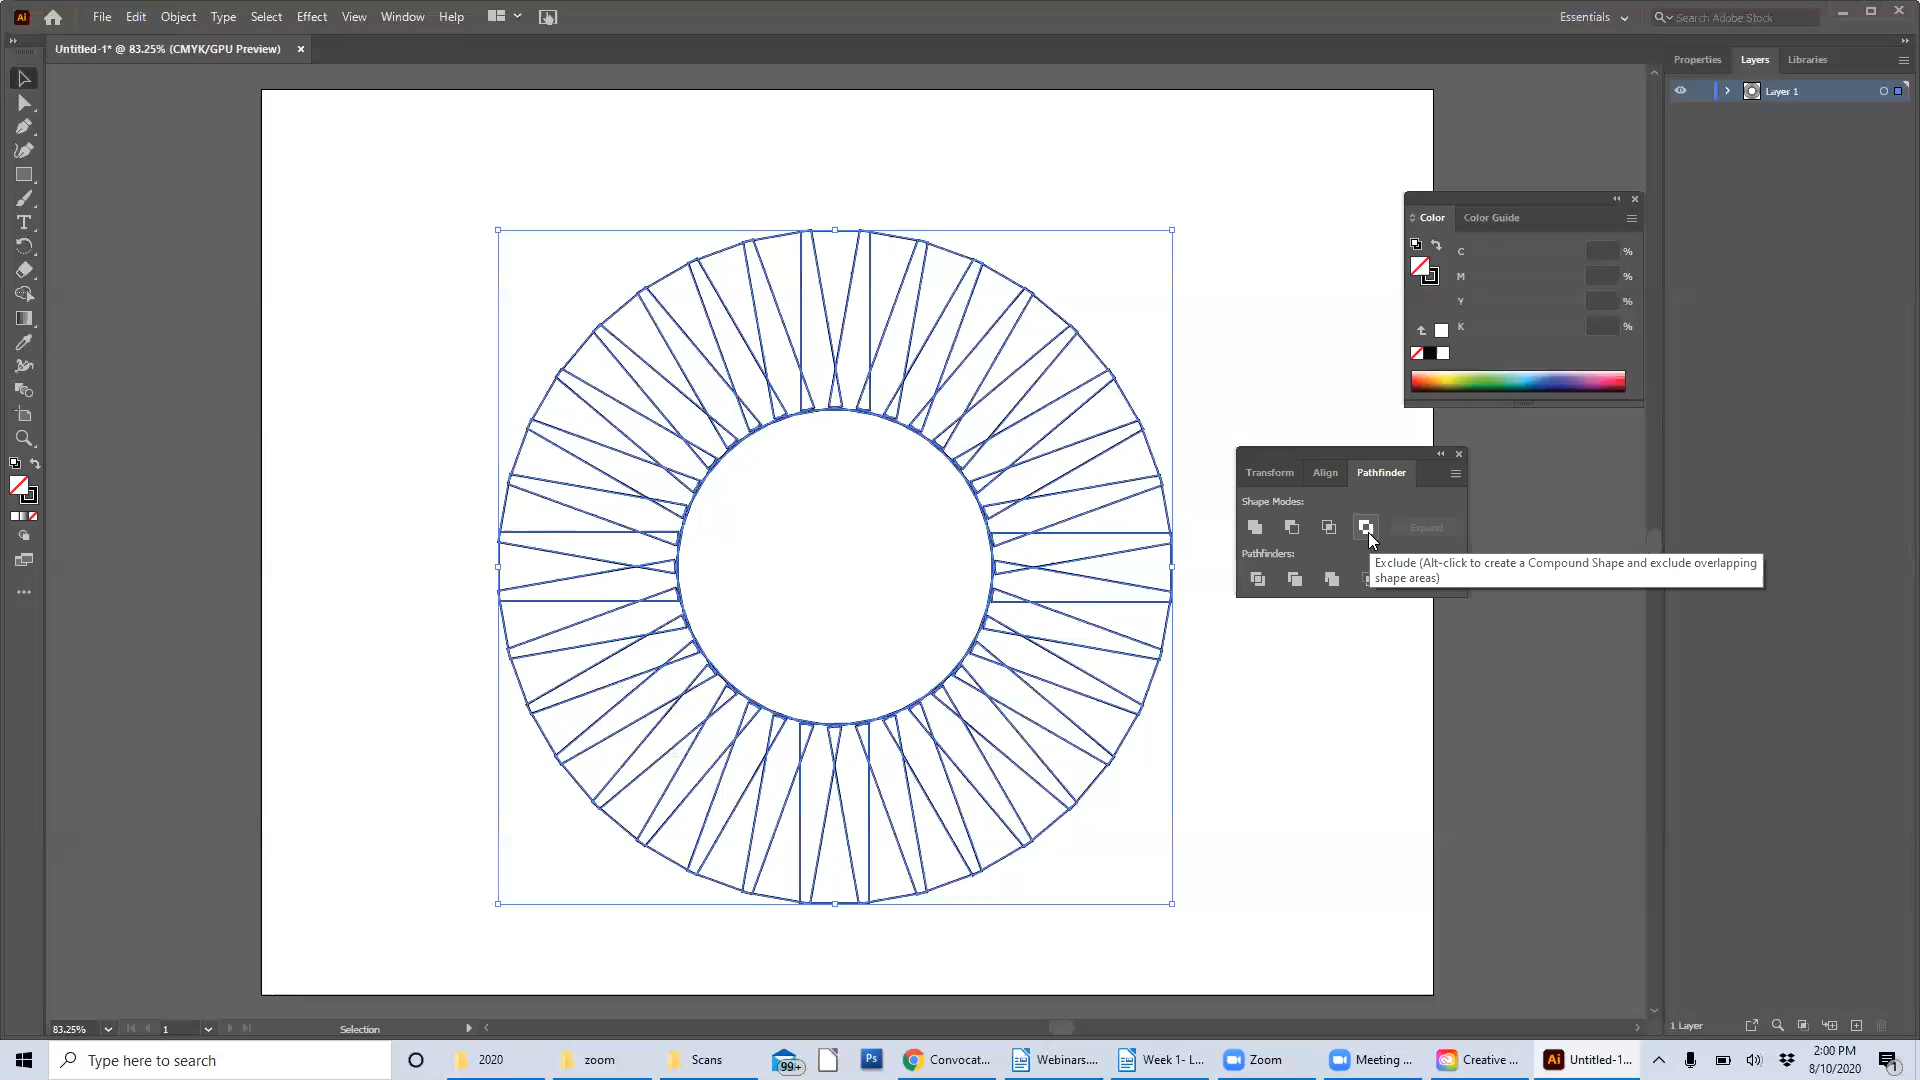 Ai File Edit Object Type Select Effect View Window Help Essentials Search Adobe Stock
Untitled-1* @ 83.25% (CMYK/GPU Preview) ×
Properties Layers Libraries
Layer 1
Color Color Guide
C %
M %
Y %
K %
Transform Align Pathfinder
Shape Modes:
Expand
Pathfinders:
Exclude (Alt-click to create a Compound Shape and exclude overlapping
shape areas)
83.25% 1 Selection
1 Layer
Type here to search
2020
zoom
Scans
99+
Ps
Convocat...
Webinars....
Week 1- L...
Zoom
Meeting ...
Creative ...
Ai Untitled-1...
2:00 PM
8/10/2020
1